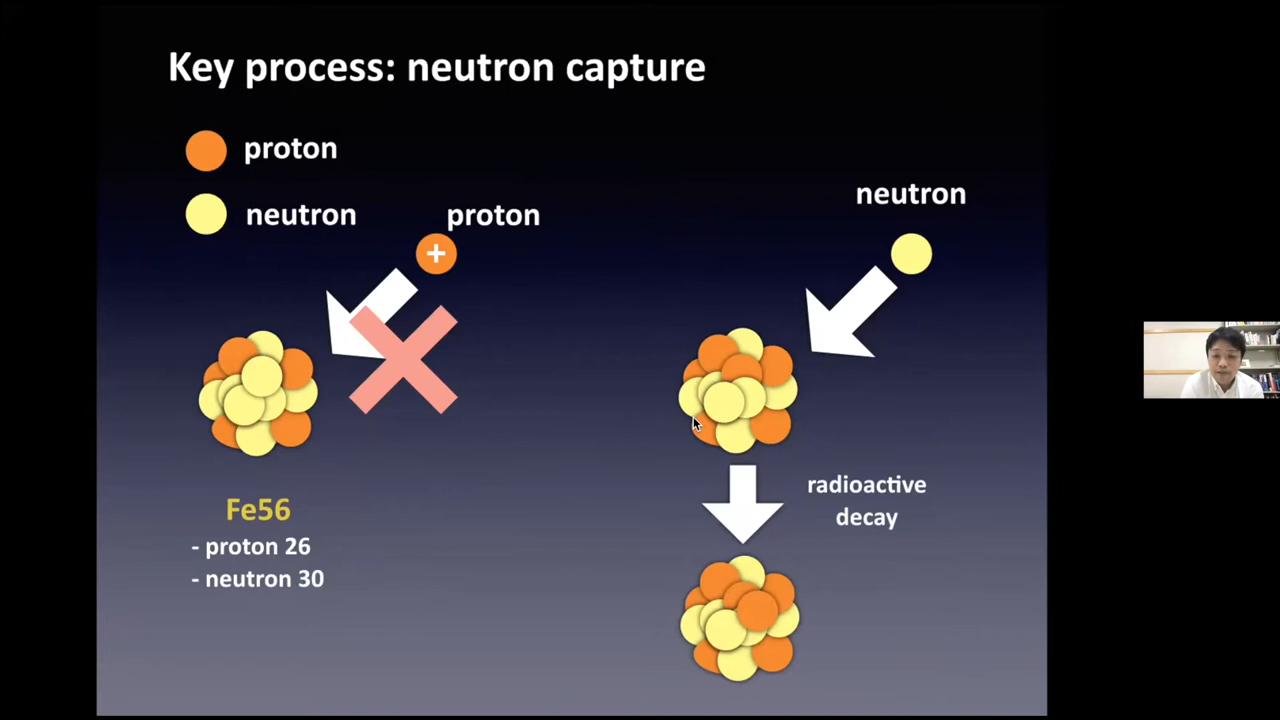 Key process: neutron capture
proton
neutron
proton
+
neutron
Fe56
- proton 26
- neutron 30
radioactive
decay